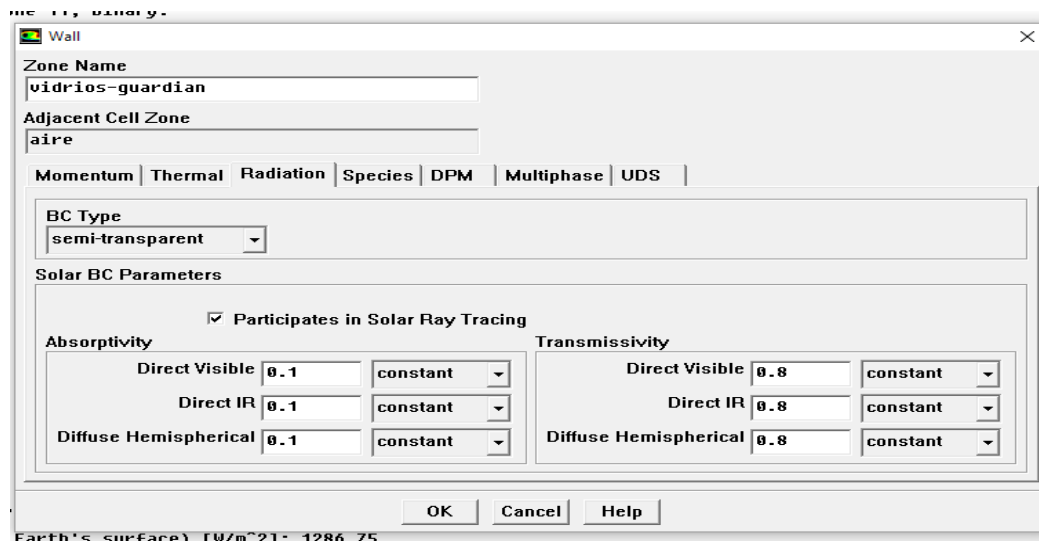 Wall
Zone Name
vidrios-guardian
Adjacent Cell Zone
aire
Momentum Thermal Radiation Species DPM Multiphase UDS
BC Type
semi-transparent
Solar BC Parameters
Participates in Solar Ray Tracing
Absorptivity
Direct Visible 0.1 constant
Direct IR 0.1 constant
Diffuse Hemispherical 0.1 constant
Transmissivity
Direct Visible 0.8 constant
Direct IR 0.8 constant
Diffuse Hemispherical 0.8 constant
OK Cancel Help
Earth's surface) [W/m^2]: 1286.75